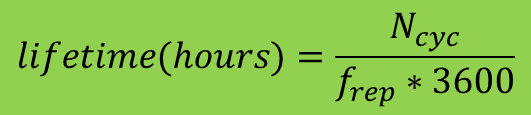 lifetime(hours) = N_cyc / f_rep * 3600